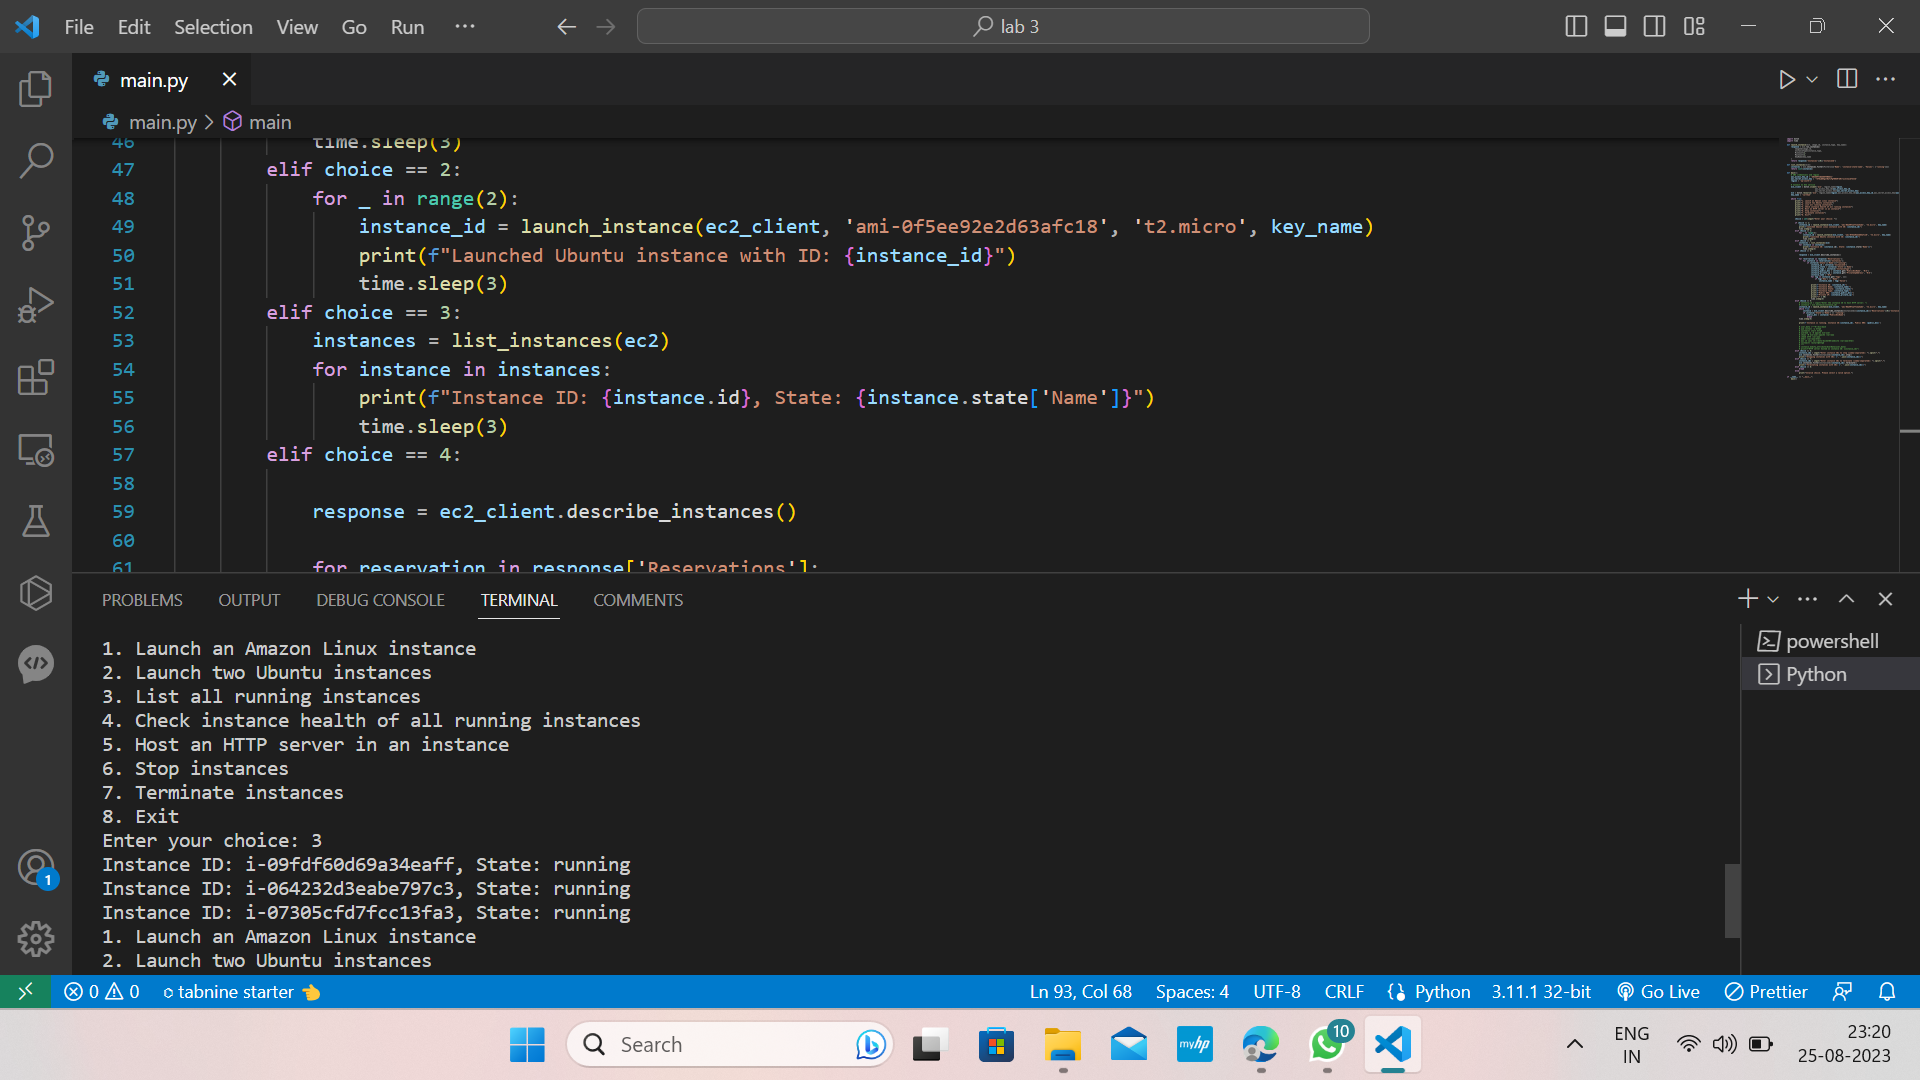 File Edit Selection View Go Run ···
lab 3
main.py
main.py > main
46 time.sleep(3)
47 elif choice == 2:
48 for _ in range(2):
49 instance_id = launch_instance(ec2_client, 'ami-0f5ee92e2d63afc18', 't2.micro', key_name)
50 print(f"Launched Ubuntu instance with ID: {instance_id}")
51 time.sleep(3)
52 elif choice == 3:
53 instances = list_instances(ec2)
54 for instance in instances:
55 print(f"Instance ID: {instance.id}, State: {instance.state['Name']}")
56 time.sleep(3)
57 elif choice == 4:
58
59 response = ec2_client.describe_instances()
60
61 for reservation in response['Reservations']:
PROBLEMS OUTPUT DEBUG CONSOLE TERMINAL COMMENTS
powershell
Python
1. Launch an Amazon Linux instance
2. Launch two Ubuntu instances
3. List all running instances
4. Check instance health of all running instances
5. Host an HTTP server in an instance
6. Stop instances
7. Terminate instances
8. Exit
Enter your choice: 3
Instance ID: i-09fdf60d69a34eaff, State: running
Instance ID: i-064232d3eabe797c3, State: running
Instance ID: i-07305cfd7fcc13fa3, State: running
1. Launch an Amazon Linux instance
2. Launch two Ubuntu instances
1
0 0 tabnine starter Ln 93, Col 68 Spaces: 4 UTF-8 CRLF Python 3.11.1 32-bit Go Live Prettier
Search
myhp
10
ENG
IN
23:20
25-08-2023